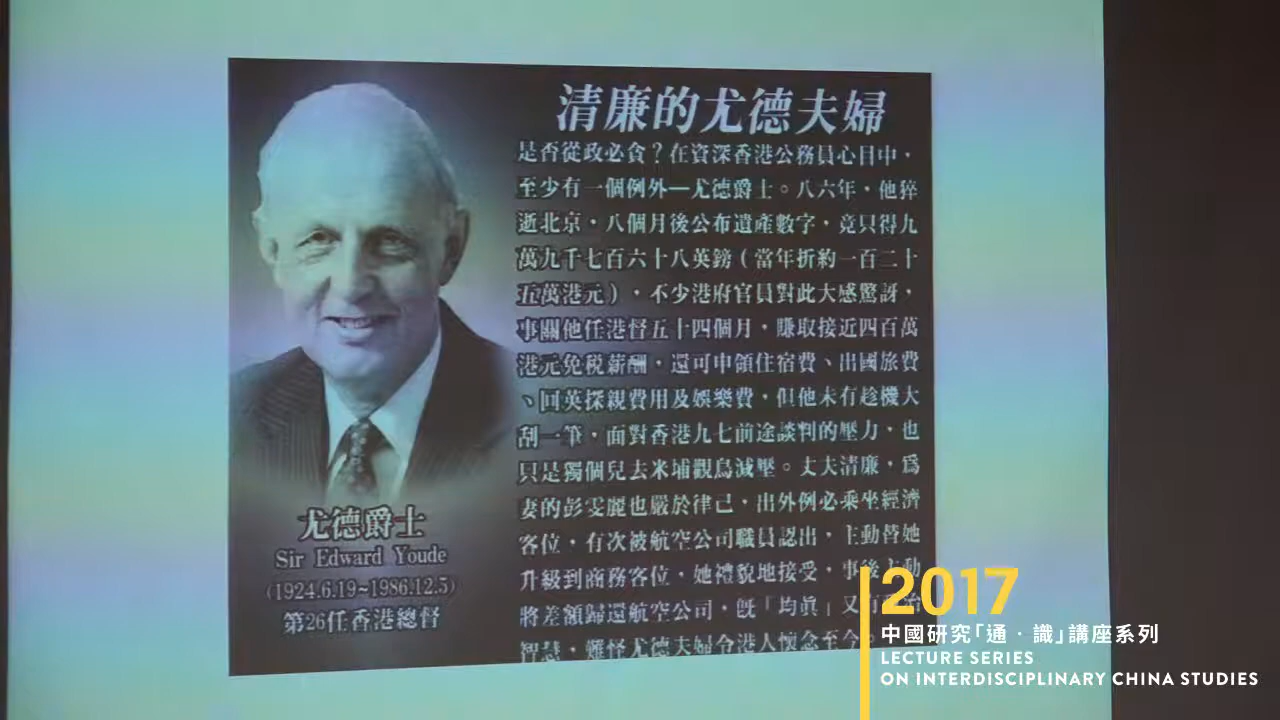 清廉的尤德夫婦
是否從政必貪？在資深香港公務員心目中，
至少有一個例外—尤德爵士。八六年，他猝
逝北京，八個月後公布遺產數字，竟只得九
萬九千七百六十八英鎊（當年折約一百二十
五萬港元），不少港府官員對此大感驚訝，
事關他任港督五十四個月，賺取接近四百萬
港元免稅薪酬，還可申領住宿費、出國旅費
、回英探親費用及娛樂費，但他未有趁機大
刮一筆，面對香港九七前途談判的壓力，也
只是獨個兒去米埔觀鳥減壓。丈夫清廉，為
妻的彭雯麗也嚴於律己，出外例必乘坐經濟
客位，有次被航空公司職員認出，主動替她
升級到商務客位，她禮貌地接受，事後主動
將差額歸還航空公司，既「均真」又有
智慧，難怪尤德夫婦令港人懷念至今。
尤德爵士
Sir Edward Youde
(1924.6.19~1986.12.5)
第26任香港總督
2017
中國研究「通‧識」講座系列
LECTURE SERIES
ON INTERDISCIPLINARY CHINA STUDIES